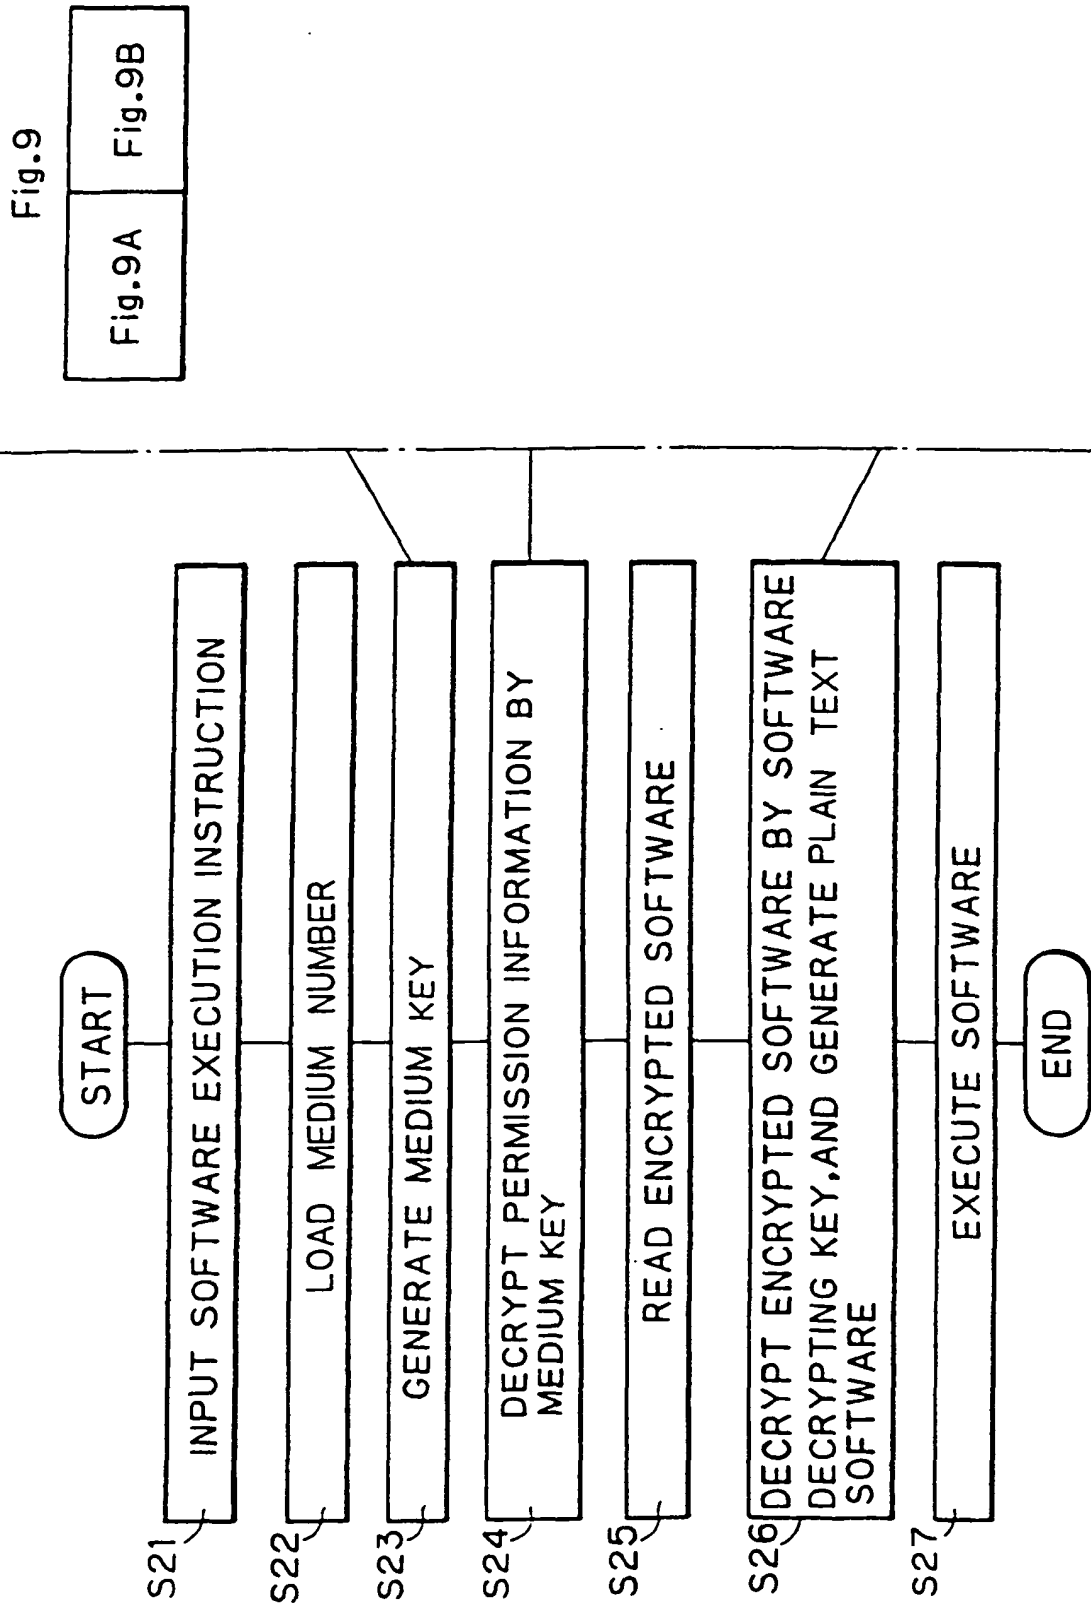 Fig.9
Fig.9A
Fig.9B
START
S21
INPUT SOFTWARE EXECUTION INSTRUCTION
S22
LOAD MEDIUM NUMBER
S23
GENERATE MEDIUM KEY
S24
DECRYPT PERMISSION INFORMATION BY
MEDIUM KEY
S25
READ ENCRYPTED SOFTWARE
S26
DECRYPT ENCRYPTED SOFTWARE BY SOFTWARE
DECRYPTING KEY,AND GENERATE PLAIN TEXT
SOFTWARE
S27
EXECUTE SOFTWARE
END